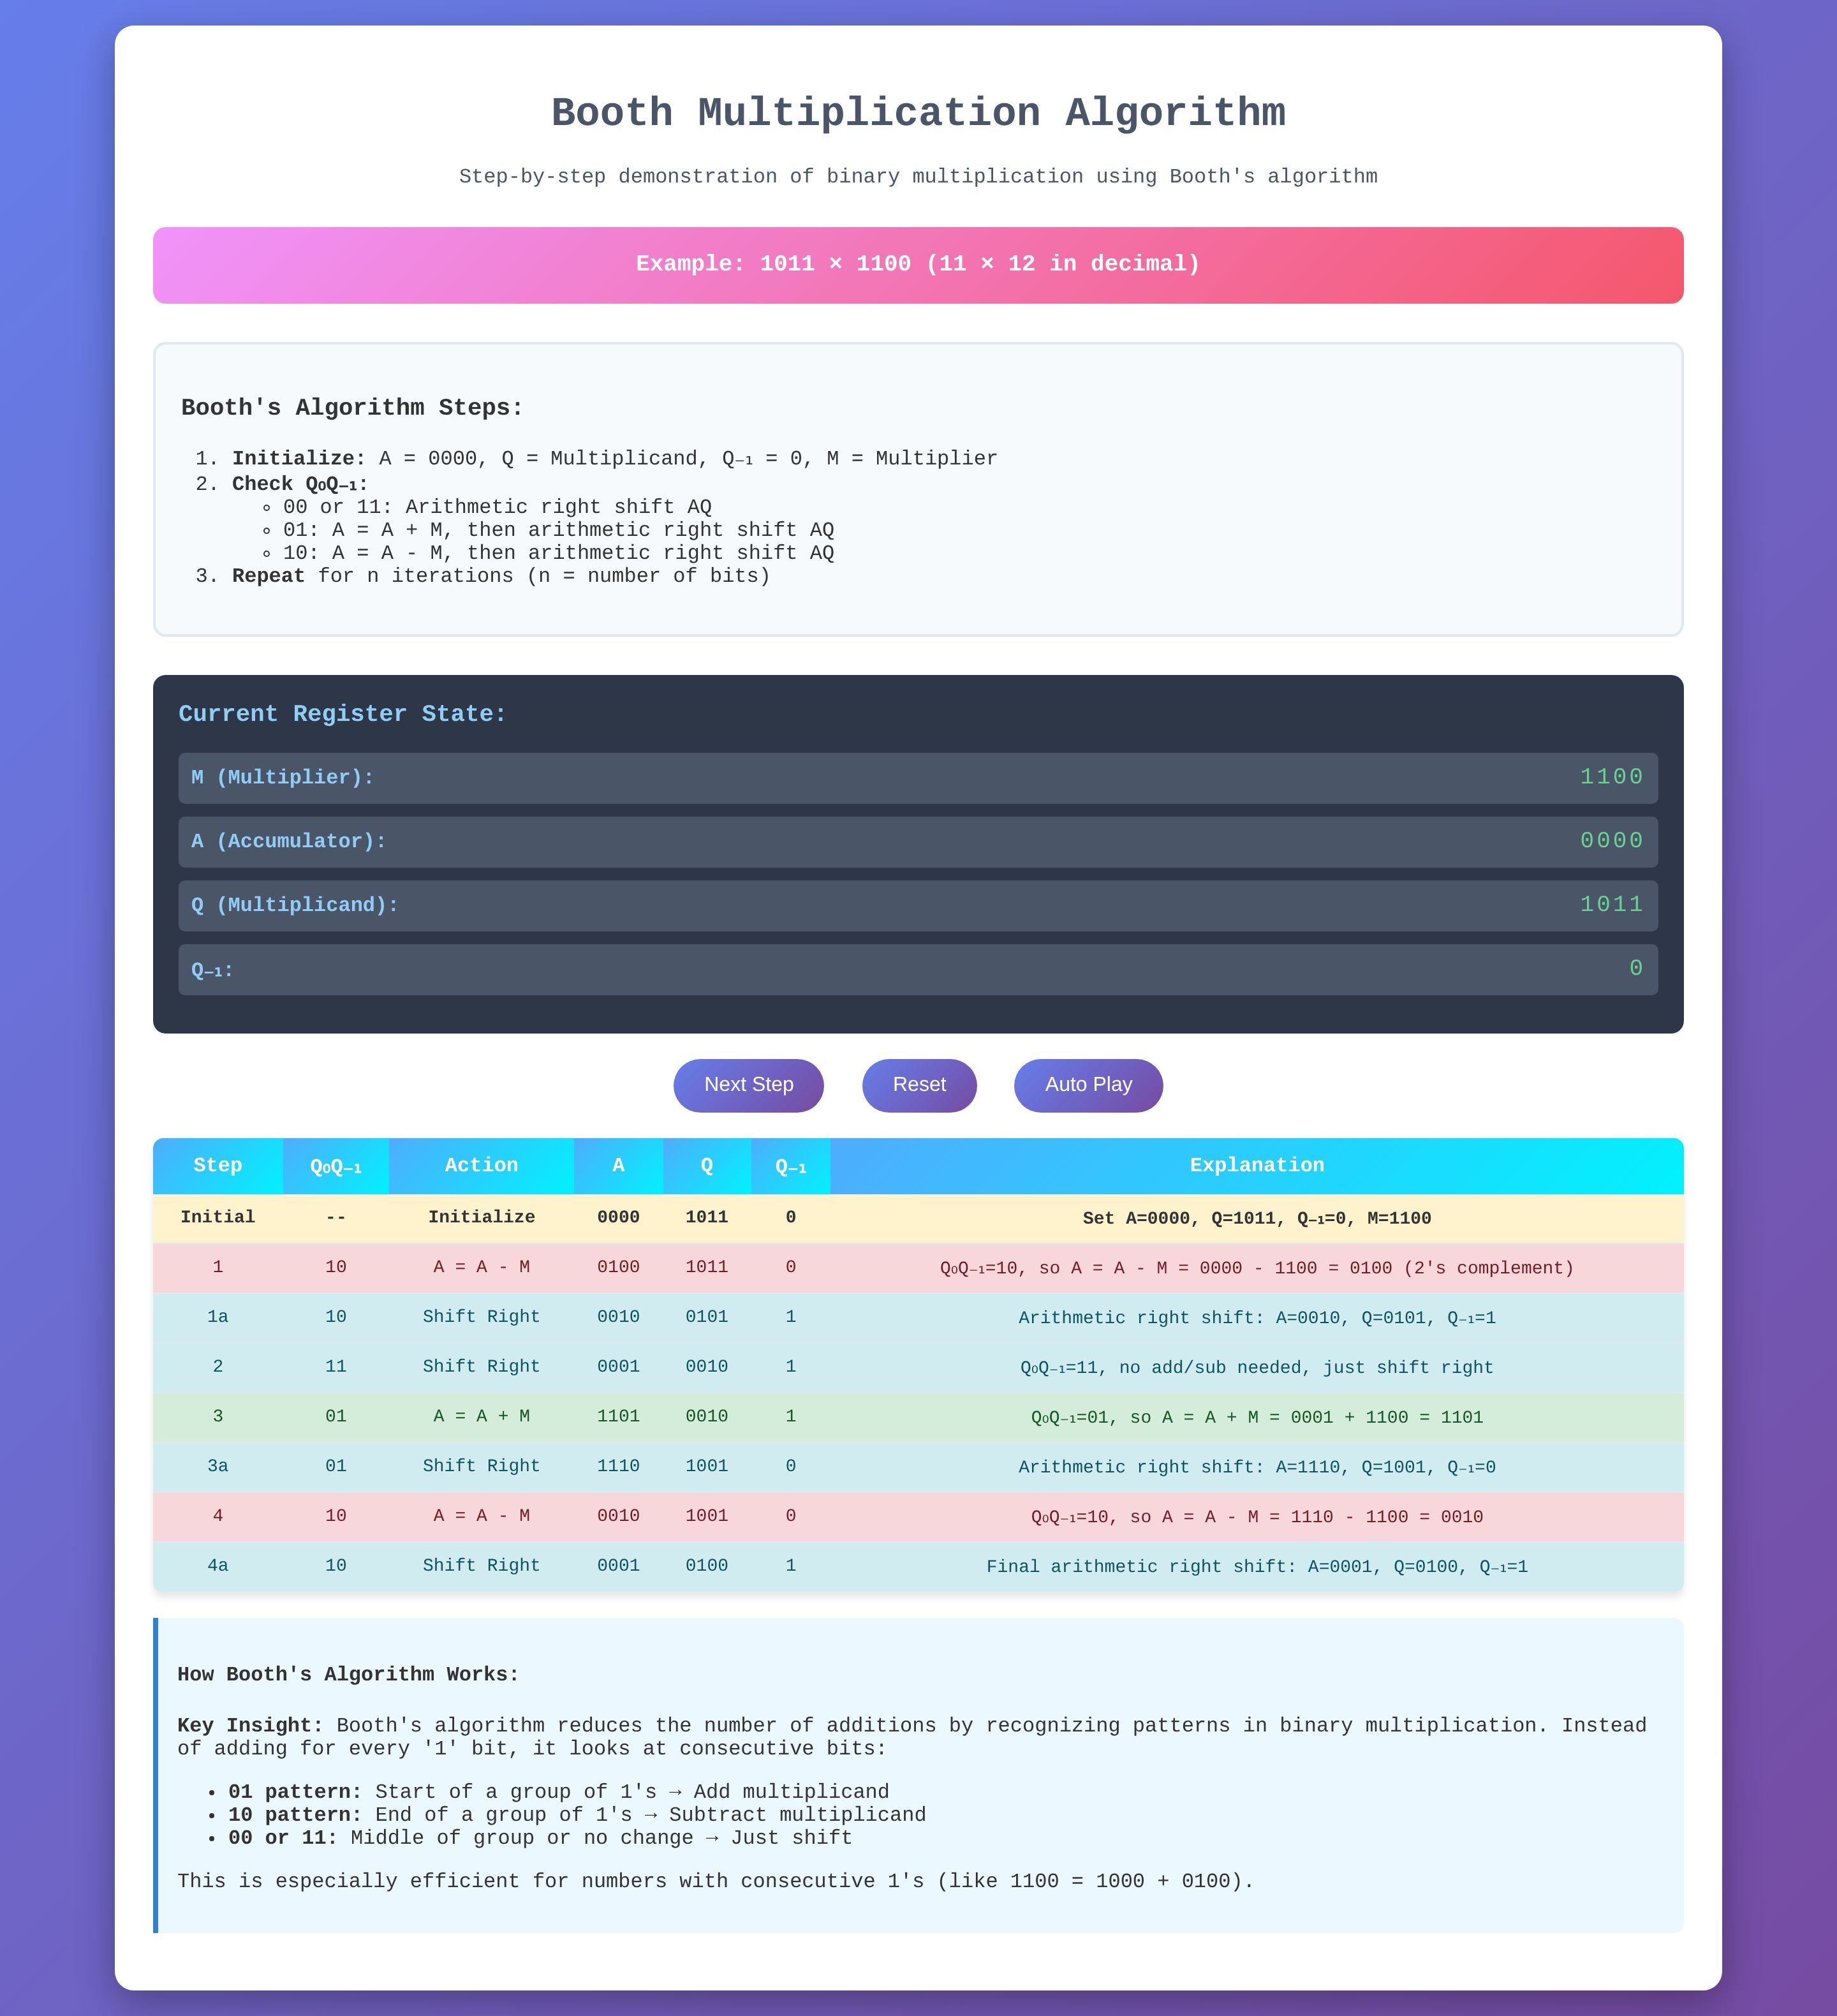 Booth Multiplication Algorithm
Step-by-step demonstration of binary multiplication using Booth's algorithm
Example: 1011 × 1100 (11 × 12 in decimal)
Booth's Algorithm Steps:
1. Initialize: A = 0000, Q = Multiplicand, Q₋₁ = 0, M = Multiplier
2. Check Q₀Q₋₁:
◦ 00 or 11: Arithmetic right shift AQ
◦ 01: A = A + M, then arithmetic right shift AQ
◦ 10: A = A - M, then arithmetic right shift AQ
3. Repeat for n iterations (n = number of bits)
Current Register State:
M (Multiplier): 1100
A (Accumulator): 0000
Q (Multiplicand): 1011
Q₋₁: 0
Next Step Reset Auto Play
Step Q₀Q₋₁ Action A Q Q₋₁ Explanation
Initial -- Initialize 0000 1011 0 Set A=0000, Q=1011, Q₋₁=0, M=1100
1 10 A = A - M 0100 1011 0 Q₀Q₋₁=10, so A = A - M = 0000 - 1100 = 0100 (2's complement)
1a 10 Shift Right 0010 0101 1 Arithmetic right shift: A=0010, Q=0101, Q₋₁=1
2 11 Shift Right 0001 0010 1 Q₀Q₋₁=11, no add/sub needed, just shift right
3 01 A = A + M 1101 0010 1 Q₀Q₋₁=01, so A = A + M = 0001 + 1100 = 1101
3a 01 Shift Right 1110 1001 0 Arithmetic right shift: A=1110, Q=1001, Q₋₁=0
4 10 A = A - M 0010 1001 0 Q₀Q₋₁=10, so A = A - M = 1110 - 1100 = 0010
4a 10 Shift Right 0001 0100 1 Final arithmetic right shift: A=0001, Q=0100, Q₋₁=1
How Booth's Algorithm Works:
Key Insight: Booth's algorithm reduces the number of additions by recognizing patterns in binary multiplication. Instead
of adding for every '1' bit, it looks at consecutive bits:
• 01 pattern: Start of a group of 1's → Add multiplicand
• 10 pattern: End of a group of 1's → Subtract multiplicand
• 00 or 11: Middle of group or no change → Just shift
This is especially efficient for numbers with consecutive 1's (like 1100 = 1000 + 0100).